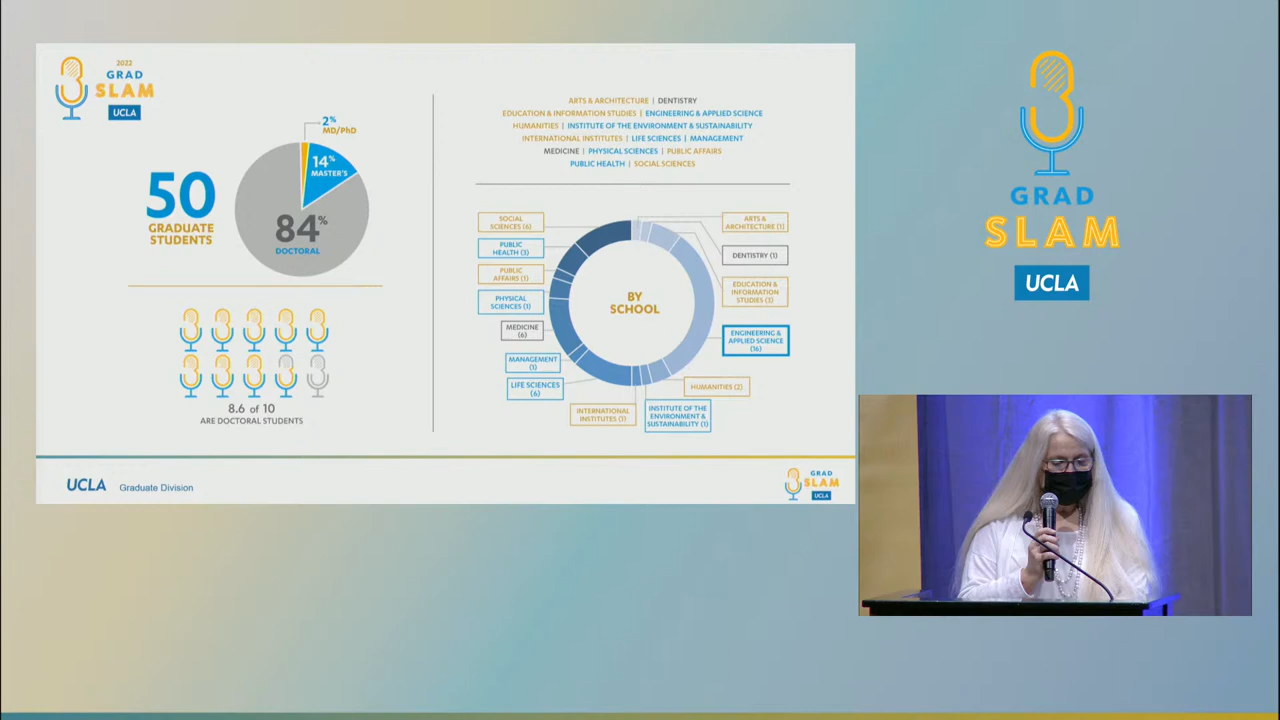 2022
GRAD
SLAM
UCLA
2%
MD/PhD
14%
MASTER'S
50
GRADUATE
STUDENTS
84%
DOCTORAL
8.6 of 10
ARE DOCTORAL STUDENTS
ARTS & ARCHITECTURE | DENTISTRY
EDUCATION & INFORMATION STUDIES | ENGINEERING & APPLIED SCIENCE
HUMANITIES | INSTITUTE OF THE ENVIRONMENT & SUSTAINABILITY
INTERNATIONAL INSTITUTES | LIFE SCIENCES | MANAGEMENT
MEDICINE | PHYSICAL SCIENCES | PUBLIC AFFAIRS
PUBLIC HEALTH | SOCIAL SCIENCES
SOCIAL
SCIENCES (6)
PUBLIC
HEALTH (3)
PUBLIC
AFFAIRS (1)
PHYSICAL
SCIENCES (1)
MEDICINE
(6)
MANAGEMENT
(1)
LIFE SCIENCES
(6)
INTERNATIONAL
INSTITUTES (1)
BY
SCHOOL
ARTS &
ARCHITECTURE (1)
DENTISTRY (1)
EDUCATION &
INFORMATION
STUDIES (3)
ENGINEERING &
APPLIED SCIENCE
(16)
HUMANITIES (2)
INSTITUTE OF THE
ENVIRONMENT &
SUSTAINABILITY (1)
UCLA Graduate Division
GRAD
SLAM
UCLA
GRAD
SLAM
UCLA